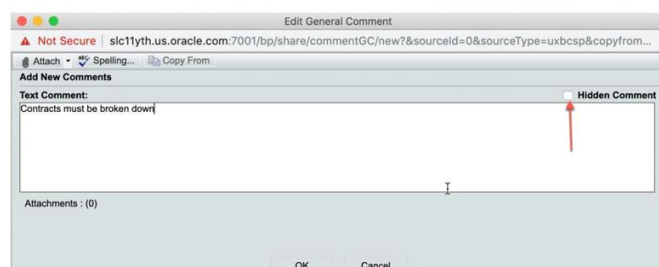 Edit General Comment
Not Secure slc11yth.us.oracle.com:7001/bp/share/commentGC/new?&sourceId=0&sourceType=uxbcsp&copyfrom...
Attach Spelling... Copy From
Add New Comments
Text Comment: Hidden Comment
Contracts must be broken down
Attachments : (0)
OK Cancel